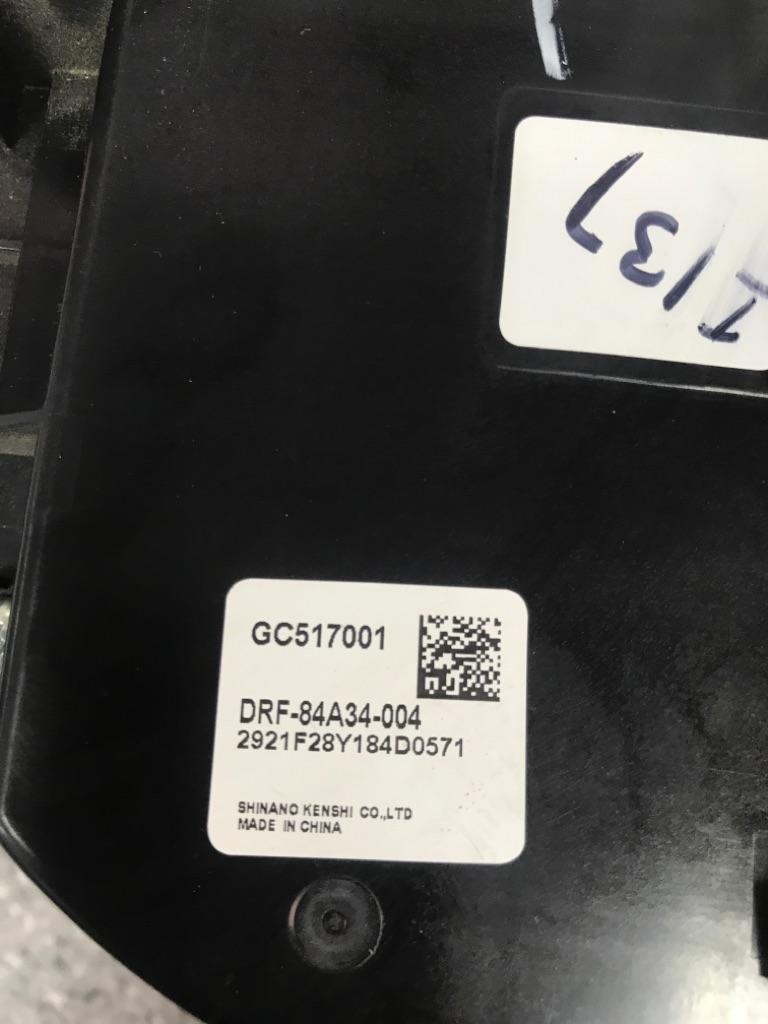 GC517001
DRF-84A34-004
2921F28Y184D0571
SHINANO KENSHI CO.,LTD
MADE IN CHINA